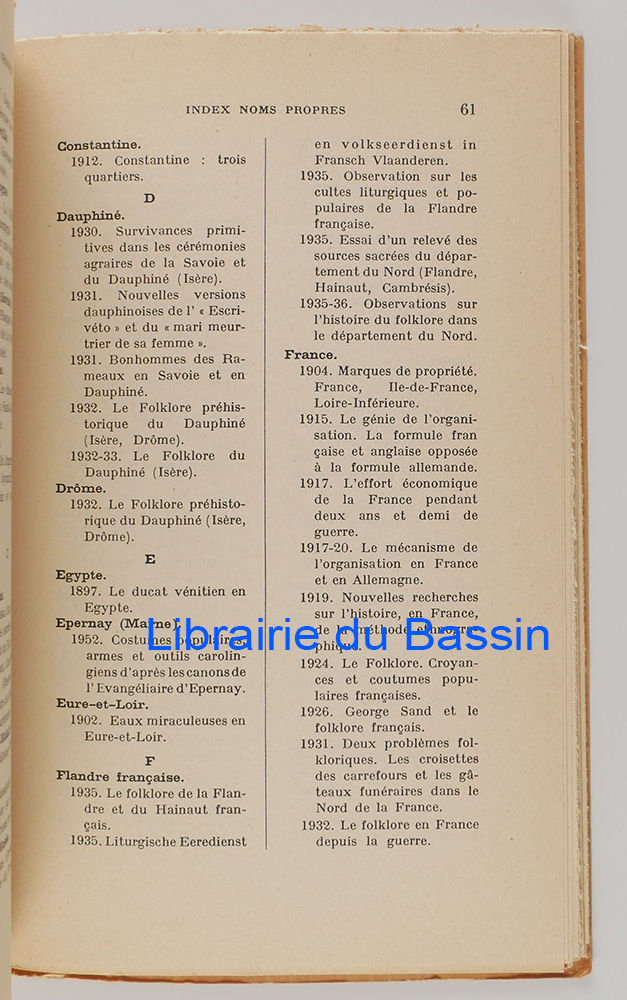 INDEX NOMS PROPRES 61
Constantine.
1912. Constantine : trois
quartiers.
D
Dauphiné.
1930. Survivances primi-
tives dans les cérémonies
agraires de la Savoie et
du Dauphiné (Isère).
1931. Nouvelles versions
dauphinoises de l' « Escri-
véto » et du « mari meur-
trier de sa femme ».
1931. Bonhommes des Ra-
meaux en Savoie et en
Dauphiné.
1932. Le Folklore préhis-
torique du Dauphiné
(Isère, Drôme).
1932-33. Le Folklore du
Dauphiné (Isère).
Drôme.
1932. Le Folklore préhisto-
rique du Dauphiné (Isère,
Drôme).
E
Egypte.
1897. Le ducat vénitien en
Egypte.
Epernay (Marne).
1952. Costumes populaires,
armes et outils carolin-
giens d'après les canons de
l'Evangéliaire d'Epernay.
Eure-et-Loir.
1902. Eaux miraculeuses en
Eure-et-Loir.
F
Flandre française.
1935. Le folklore de la Flan-
dre et du Hainaut fran-
çais.
1935. Liturgische Eeredienst
en volkseerdienst in
Fransch Vlaanderen.
1935. Observation sur les
cultes liturgiques et po-
pulaires de la Flandre
française.
1935. Essai d'un relevé des
sources sacrées du dépar-
tement du Nord (Flandre,
Hainaut, Cambrésis).
1935-36. Observations sur
l'histoire du folklore dans
le département du Nord.
France.
1904. Marques de propriété.
France, Ile-de-France,
Loire-Inférieure.
1915. Le génie de l'organi-
sation. La formule fran
çaise et anglaise opposée
à la formule allemande.
1917. L'effort économique
de la France pendant
deux ans et demi de
guerre.
1917-20. Le mécanisme de
l'organisation en France
et en Allemagne.
1919. Nouvelles recherches
sur l'histoire, en France,
de la méthode ethnogra-
phique.
1924. Le Folklore. Croyan-
ces et coutumes popu-
laires françaises.
1926. George Sand et le
folklore français.
1931. Deux problèmes fol-
kloriques. Les croisettes
des carrefours et les gâ-
teaux funéraires dans le
Nord de la France.
1932. Le folklore en France
depuis la guerre.
Librairie du Bassin